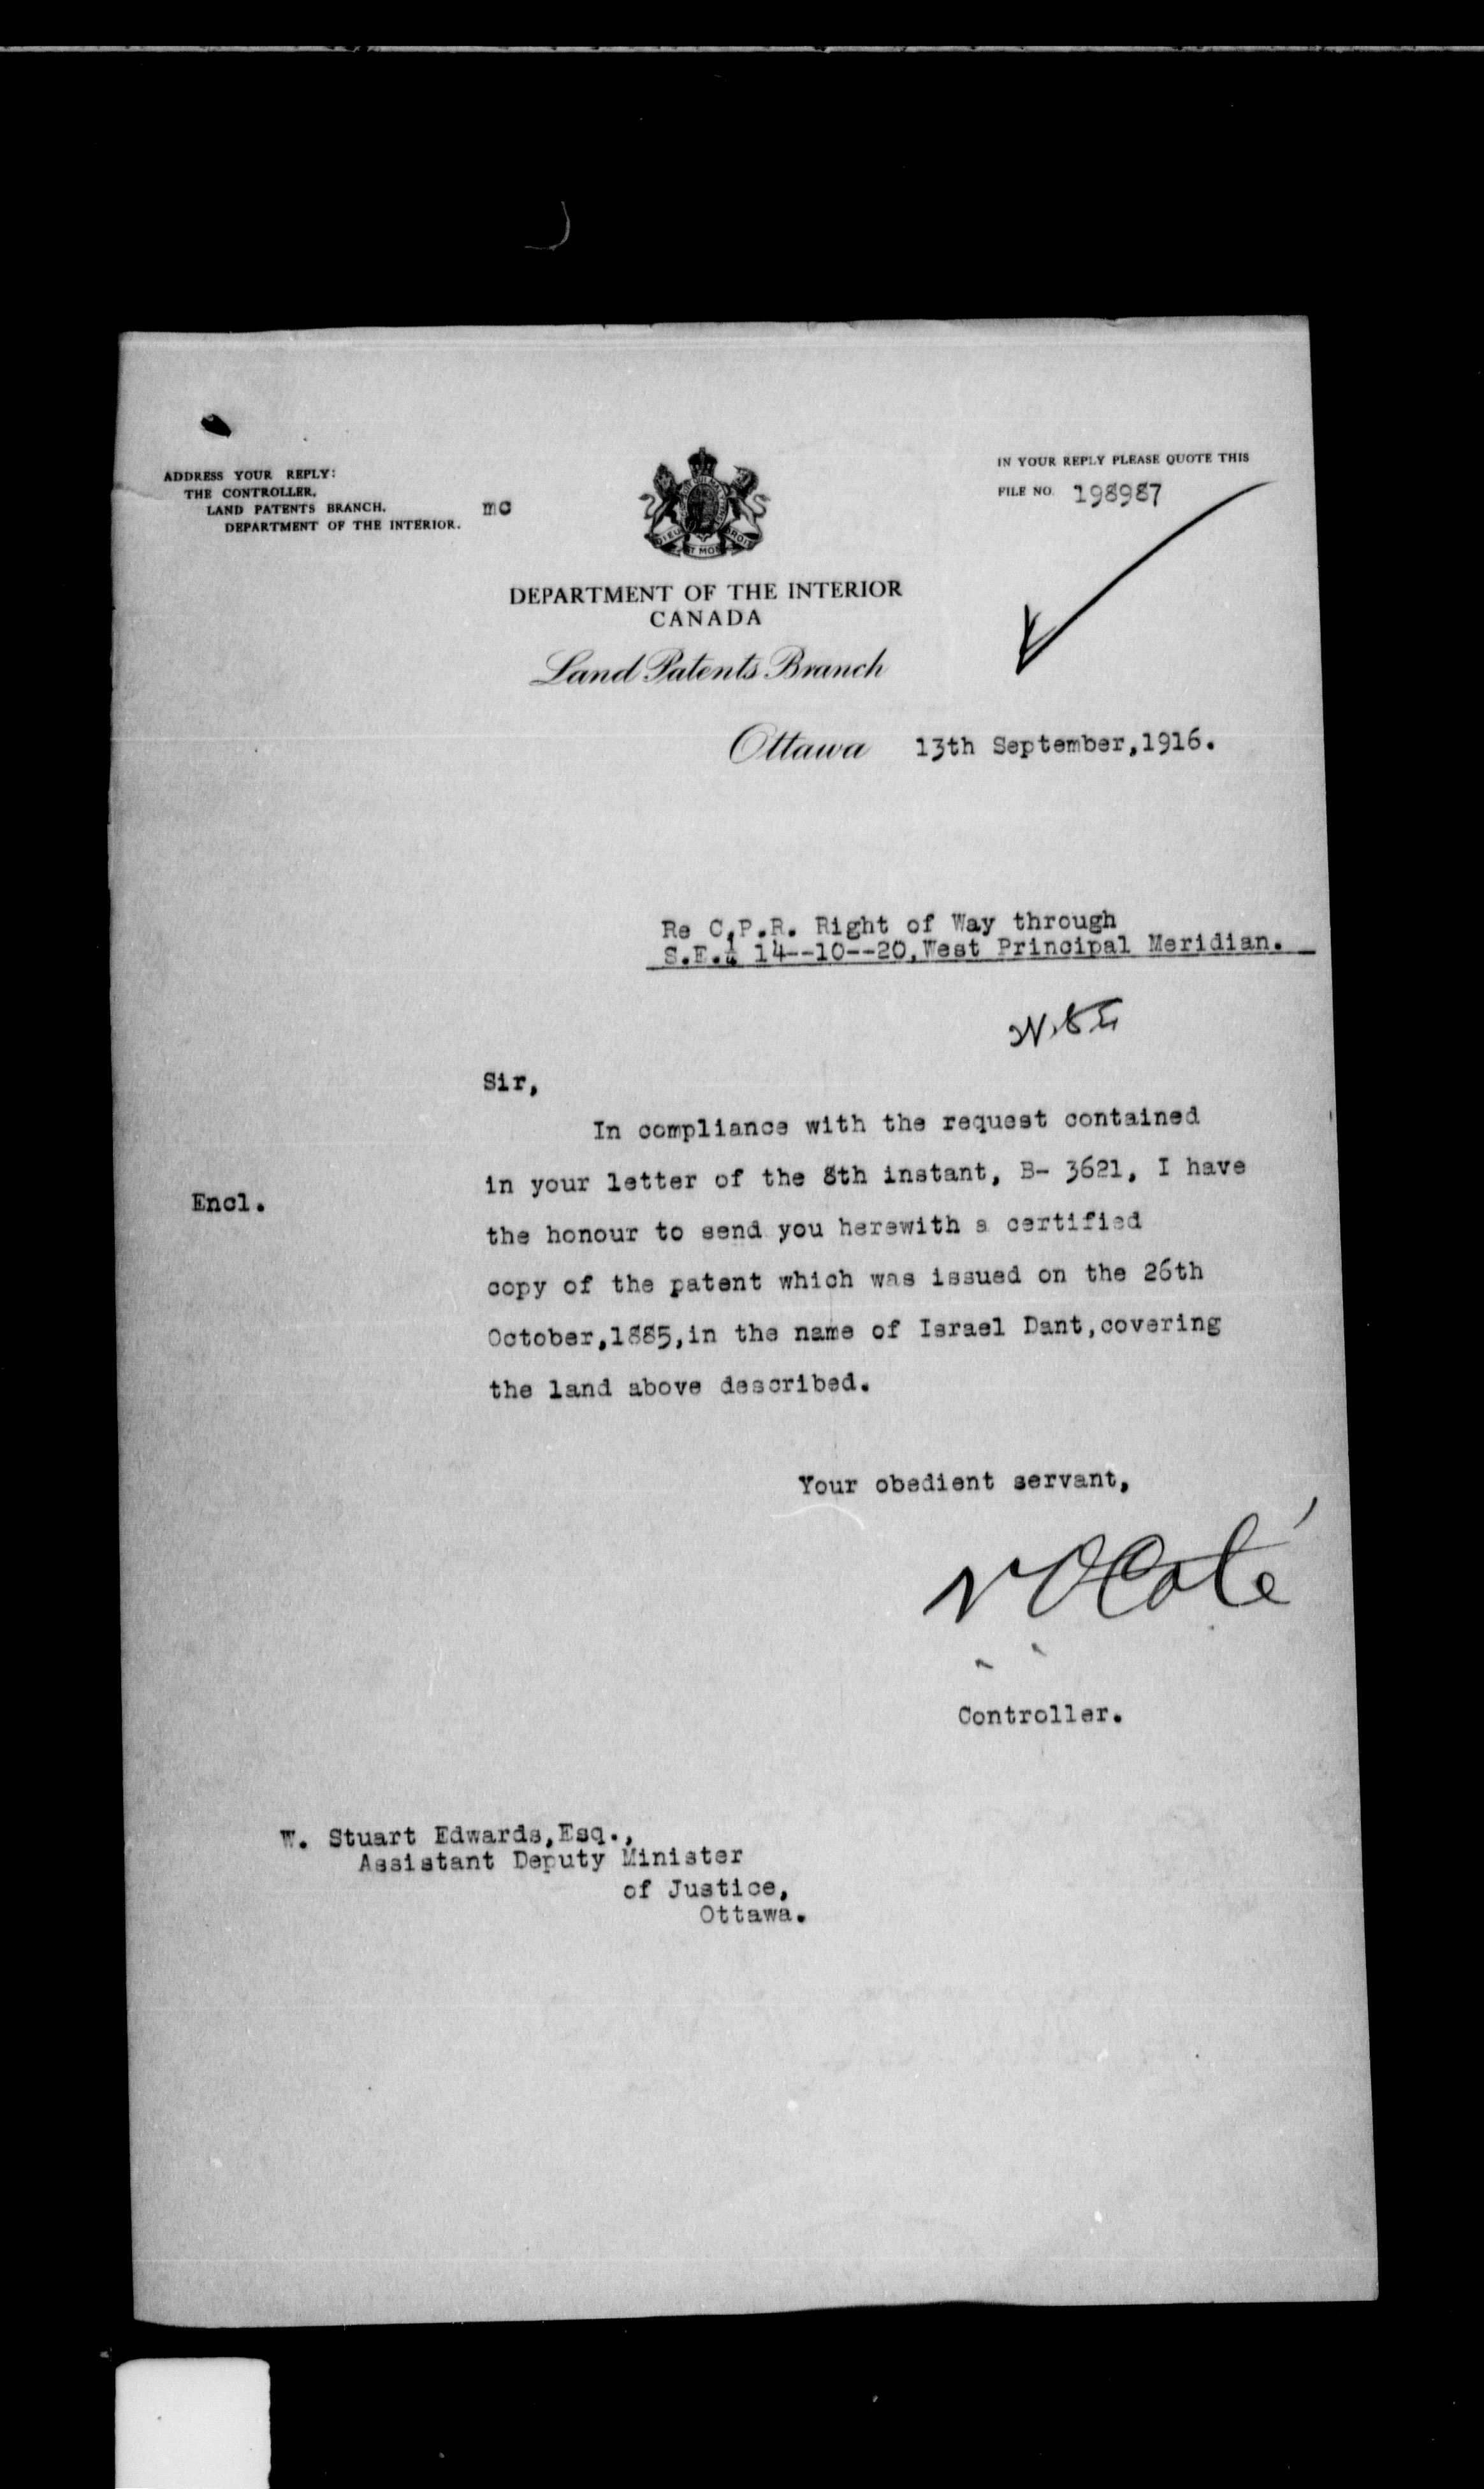 ADDRESS YOUR REPLY:
THE CONTROLLER,
LAND PATENTS BRANCH,
DEPARTMENT OF THE INTERIOR.
mc
IN YOUR REPLY PLEASE QUOTE THIS
FILE NO. 198987
DIEU ET MON DROIT
DEPARTMENT OF THE INTERIOR
CANADA
Land Patents Branch
Ottawa 13th September,1916.
Re C.P.R. Right of Way through
S.E.¼ 14--10--20,West Principal Meridian.
Sir,
In compliance with the request contained
in your letter of the 8th instant, B- 3621, I have
Encl.
the honour to send you herewith a certified
copy of the patent which was issued on the 26th
October,1885,in the name of Israel Dant,covering
the land above described.
Your obedient servant,
N O Coté
Controller.
W. Stuart Edwards,Esq.,
Assistant Deputy Minister
of Justice,
Ottawa.